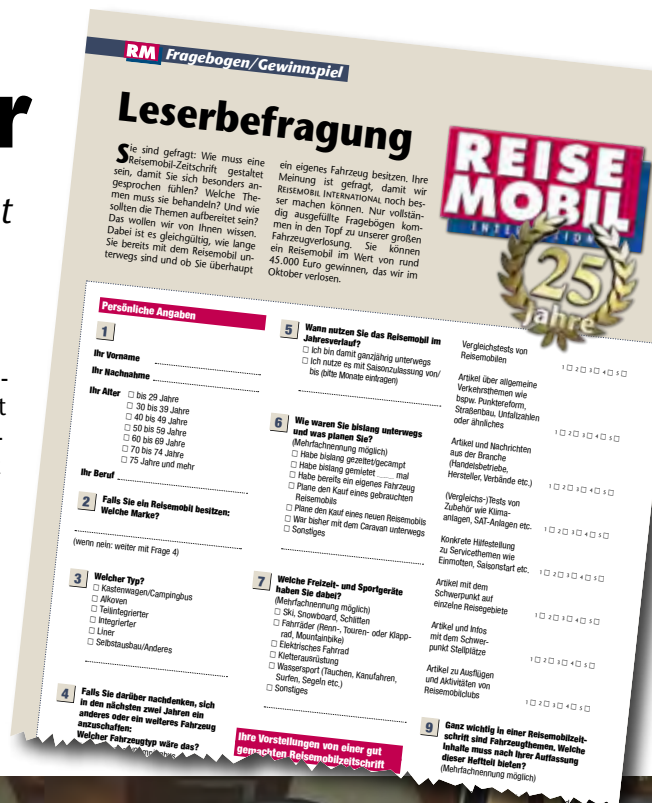 r
t
-
t
-
RM Fragebogen/Gewinnspiel
Leserbefragung
Sie sind gefragt: Wie muss eine
Reisemobil-Zeitschrift gestaltet
sein, damit Sie sich besonders an-
gesprochen fühlen? Welche The-
men muss sie behandeln? Und wie
sollten die Themen aufbereitet sein?
Das wollen wir von Ihnen wissen.
Dabei ist es gleichgültig, wie lange
Sie bereits mit dem Reisemobil un-
terwegs sind und ob Sie überhaupt
ein eigenes Fahrzeug besitzen. Ihre
Meinung ist gefragt, damit wir
REISEMOBIL INTERNATIONAL noch bes-
ser machen können. Nur vollstän-
dig ausgefüllte Fragebögen kom-
men in den Topf zu unserer großen
Fahrzeugverlosung. Sie können
ein Reisemobil im Wert von rund
45.000 Euro gewinnen, das wir im
Oktober verlosen.
REISE
MOBIL
25
Jahre
Persönliche Angaben
1
Ihr Vorname
Ihr Nachname
Ihr Alter □ bis 29 Jahre
□ 30 bis 39 Jahre
□ 40 bis 49 Jahre
□ 50 bis 59 Jahre
□ 60 bis 69 Jahre
□ 70 bis 74 Jahre
□ 75 Jahre und mehr
Ihr Beruf
2 Falls Sie ein Reisemobil besitzen:
Welche Marke?
(wenn nein: weiter mit Frage 4)
3 Welcher Typ?
□ Kastenwagen/Campingbus
□ Alkoven
□ Teilintegrierter
□ Integrierter
□ Liner
□ Selbstausbau/Anderes
4 Falls Sie darüber nachdenken, sich
in den nächsten zwei Jahren ein
anderes oder ein weiteres Fahrzeug
anzuschaffen:
Welcher Fahrzeugtyp wäre das?
5 Wann nutzen Sie das Reisemobil im
Jahresverlauf?
□ Ich bin damit ganzjährig unterwegs
□ Ich nutze es mit Saisonzulassung von/
bis (bitte Monate eintragen)
6 Wie waren Sie bislang unterwegs
und was planen Sie?
(Mehrfachnennung möglich)
□ Habe bislang gezeltet/gecampt
□ Habe bislang gemietet ____ mal
□ Habe bereits ein eigenes Fahrzeug
□ Plane den Kauf eines gebrauchten
Reisemobils
□ Plane den Kauf eines neuen Reisemobils
□ War bisher mit dem Caravan unterwegs
□ Sonstiges
7 Welche Freizeit- und Sportgeräte
haben Sie dabei?
(Mehrfachnennung möglich)
□ Ski, Snowboard, Schlitten
□ Fahrräder (Renn-, Touren- oder Klapp-
rad, Mountainbike)
□ Elektrisches Fahrrad
□ Kletterausrüstung
□ Wassersport (Tauchen, Kanufahren,
Surfen, Segeln etc.)
□ Sonstiges
Ihre Vorstellungen von einer gut
gemachten Reisemobilzeitschrift
Vergleichstests von
Reisemobilen 1 □ 2 □ 3 □ 4 □ 5 □
Artikel über allgemeine
Verkehrsthemen wie
bspw. Punktereform,
Straßenbau, Unfallzahlen
oder ähnliches 1 □ 2 □ 3 □ 4 □ 5 □
Artikel und Nachrichten
aus der Branche
(Handelsbetriebe,
Hersteller, Verbände etc.) 1 □ 2 □ 3 □ 4 □ 5 □
(Vergleichs-)Tests von
Zubehör wie Klima-
anlagen, SAT-Anlagen etc. 1 □ 2 □ 3 □ 4 □ 5 □
Konkrete Hilfestellung
zu Servicethemen wie
Einmotten, Saisonstart etc. 1 □ 2 □ 3 □ 4 □ 5 □
Artikel mit dem
Schwerpunkt auf
einzelne Reisegebiete 1 □ 2 □ 3 □ 4 □ 5 □
Artikel und Infos
mit dem Schwer-
punkt Stellplätze 1 □ 2 □ 3 □ 4 □ 5 □
Artikel zu Ausflügen
und Aktivitäten von
Reisemobilclubs 1 □ 2 □ 3 □ 4 □ 5 □
9 Ganz wichtig in einer Reisemobilzeit-
schrift sind Fahrzeugthemen. Welche
Inhalte muss nach Ihrer Auffassung
dieser Heftteil bieten?
(Mehrfachnennung möglich)